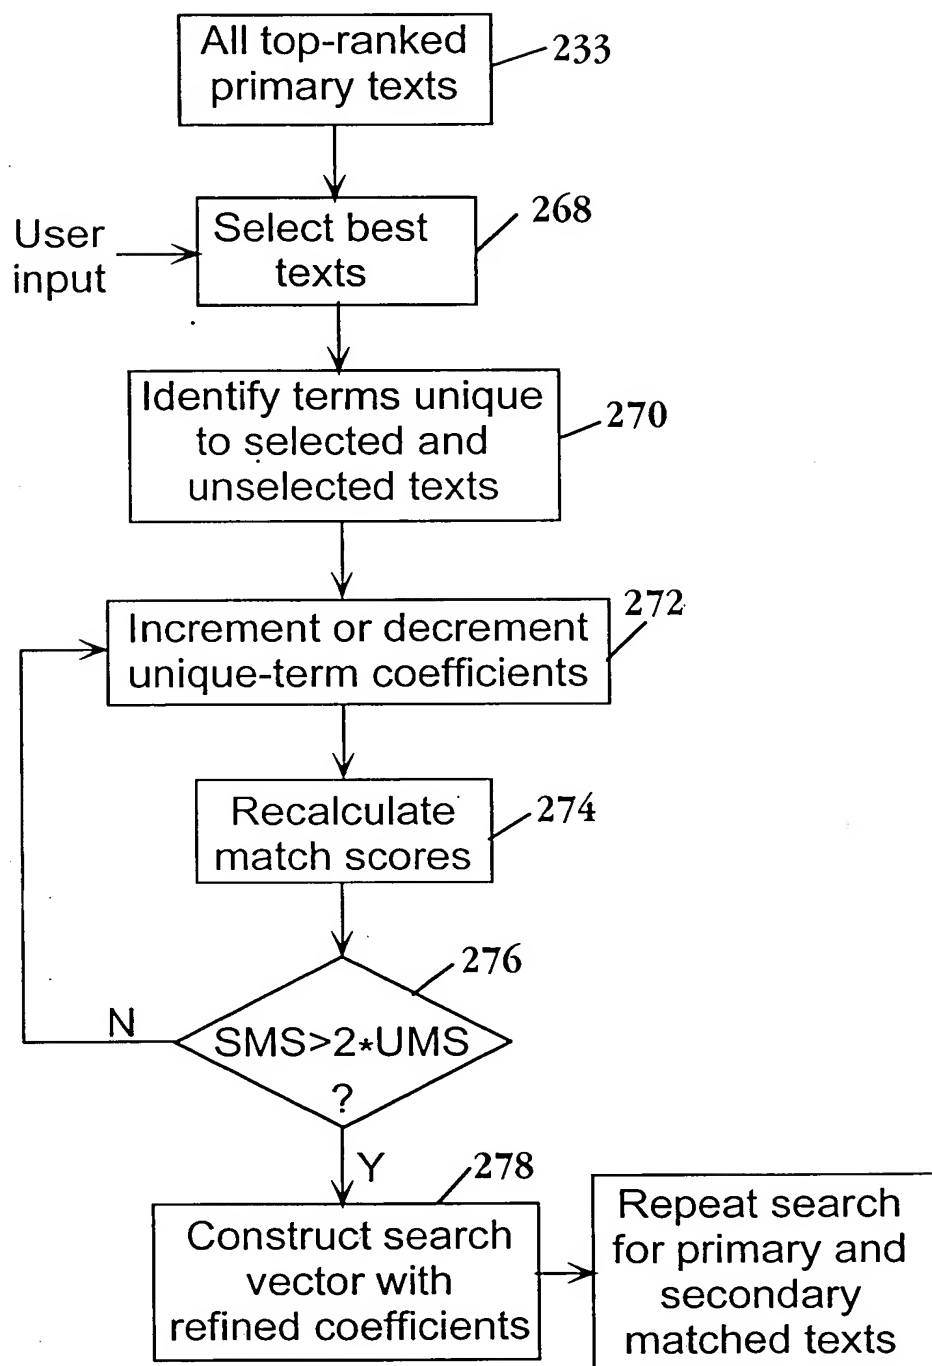 All top-ranked
primary texts
233
Select best
texts
268
User
input
Identify terms unique
to selected and
unselected texts
270
Increment or decrement
unique-term coefficients
272
Recalculate
match scores
274
276
SMS>2*UMS
?
N
Y
278
Construct search
vector with
refined coefficients
Repeat search
for primary and
secondary
matched texts